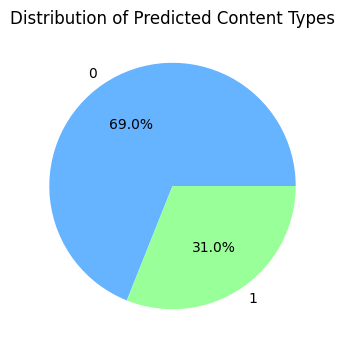 Distribution of Predicted Content Types
0
69.0%
31.0%
1